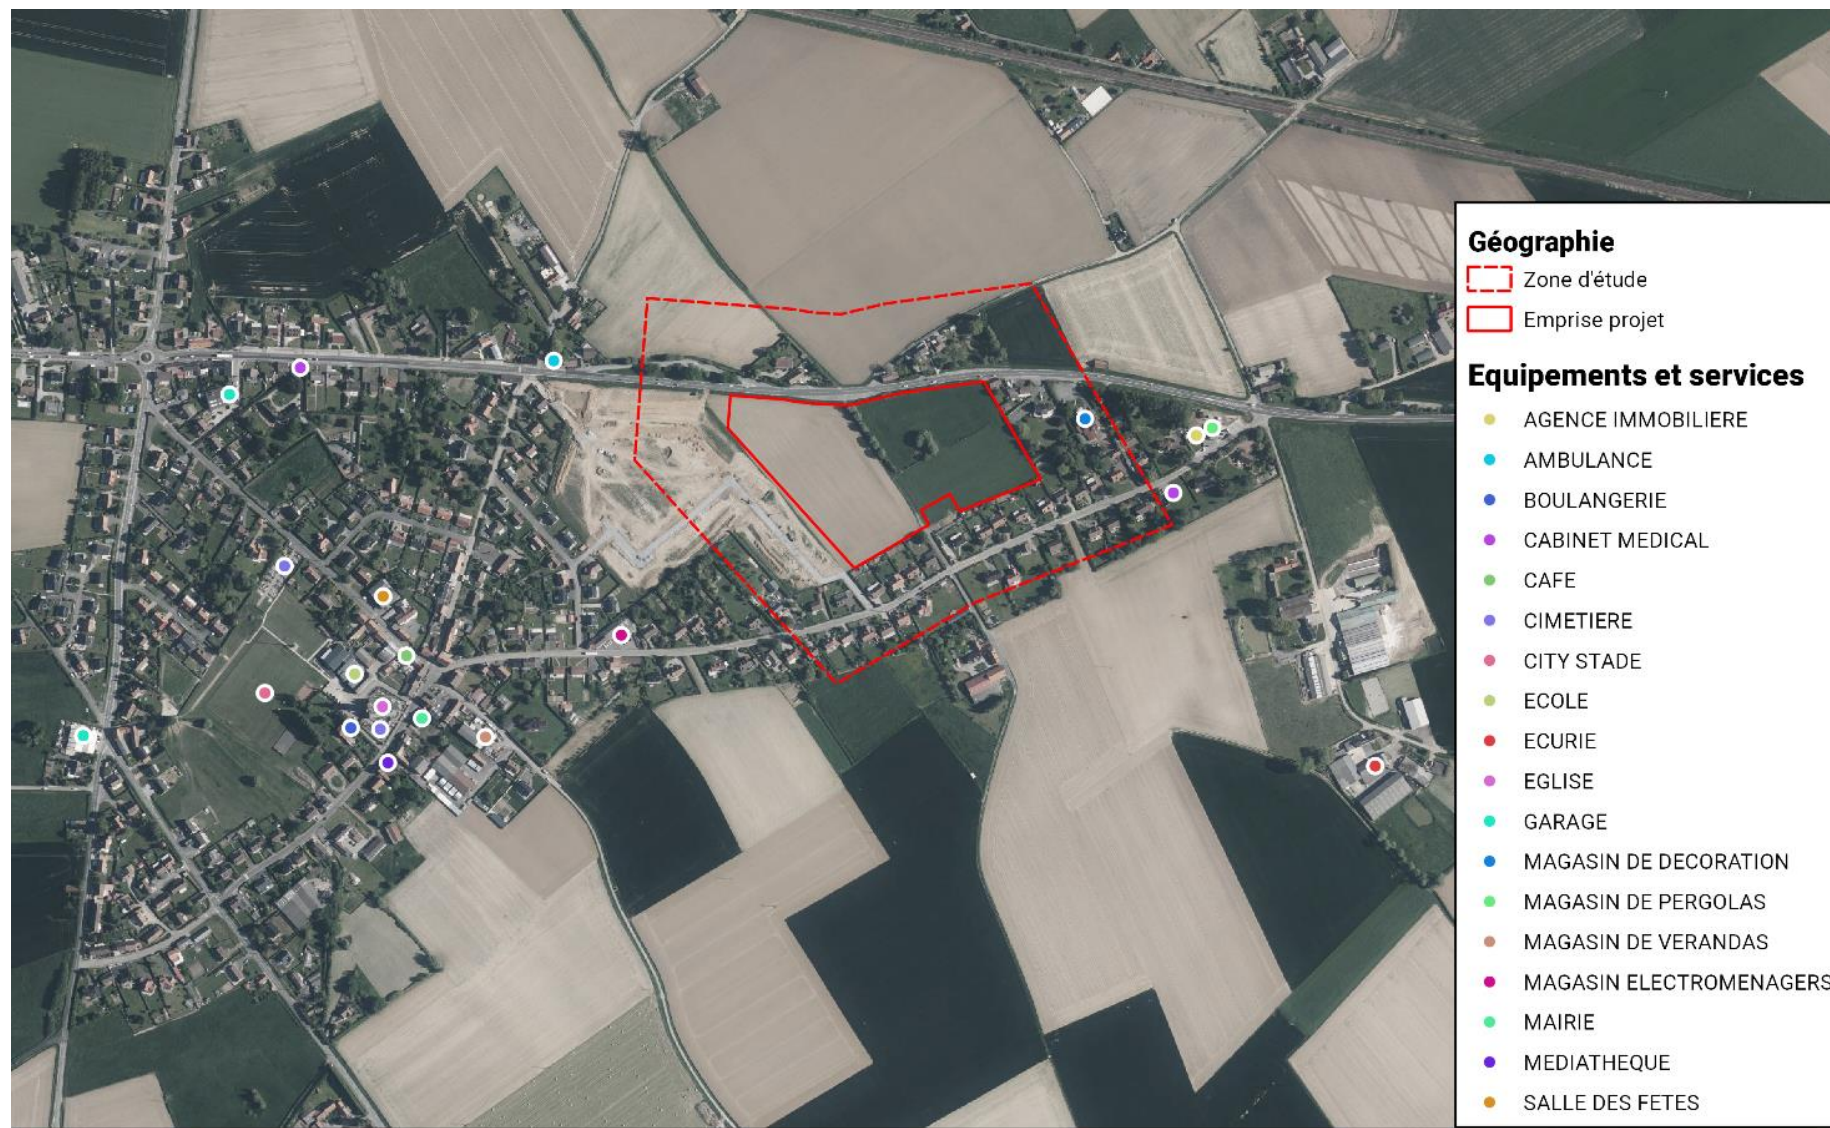 Géographie
Zone d'étude
Emprise projet
Equipements et services
AGENCE IMMOBILIERE
AMBULANCE
BOULANGERIE
CABINET MEDICAL
CAFE
CIMETIERE
CITY STADE
ECOLE
ECURIE
EGLISE
GARAGE
MAGASIN DE DECORATION
MAGASIN DE PERGOLAS
MAGASIN DE VERANDAS
MAGASIN ELECTROMENAGERS
MAIRIE
MEDIATHEQUE
SALLE DES FETES